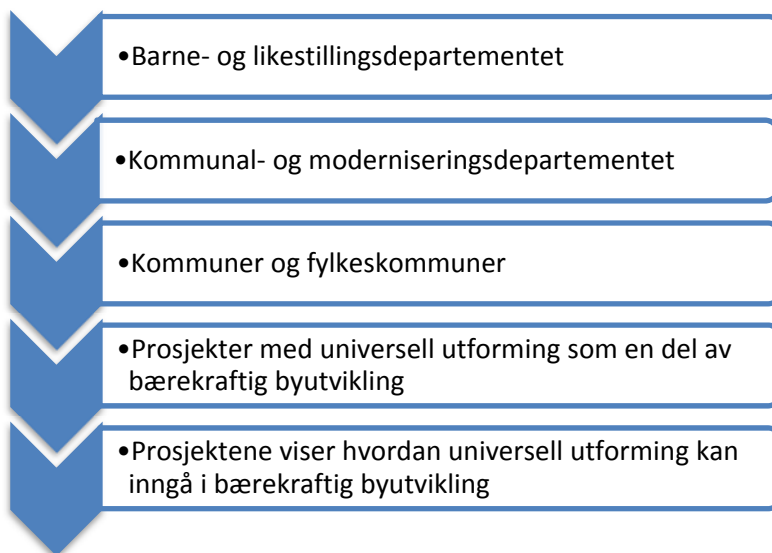 •Barne- og likestillingsdepartementet
•Kommunal- og moderniseringsdepartementet
•Kommuner og fylkeskommuner
•Prosjekter med universell utforming som en del av
bærekraftig byutvikling
•Prosjektene viser hvordan universell utforming kan
inngå i bærekraftig byutvikling